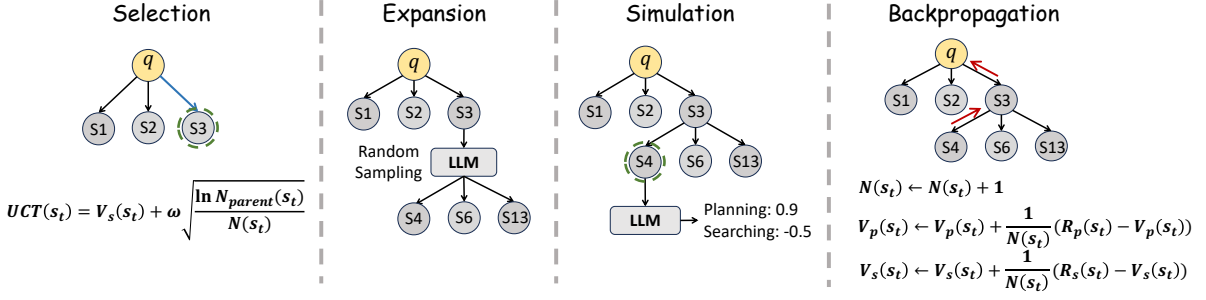 Selection
q
S1 S2 S3
UCT(s_t) = V_s(s_t) + ω √(ln N_parent(s_t) / N(s_t))
Expansion
q
S1 S2 S3
Random
Sampling
LLM
S4 S6 S13
Simulation
q
S1 S2 S3
S4 S6 S13
LLM
Planning: 0.9
Searching: -0.5
Backpropagation
q
S1 S2 S3
S4 S6 S13
N(s_t) ← N(s_t) + 1
V_p(s_t) ← V_p(s_t) + 1/N(s_t) (R_p(s_t) − V_p(s_t))
V_s(s_t) ← V_s(s_t) + 1/N(s_t) (R_s(s_t) − V_s(s_t))